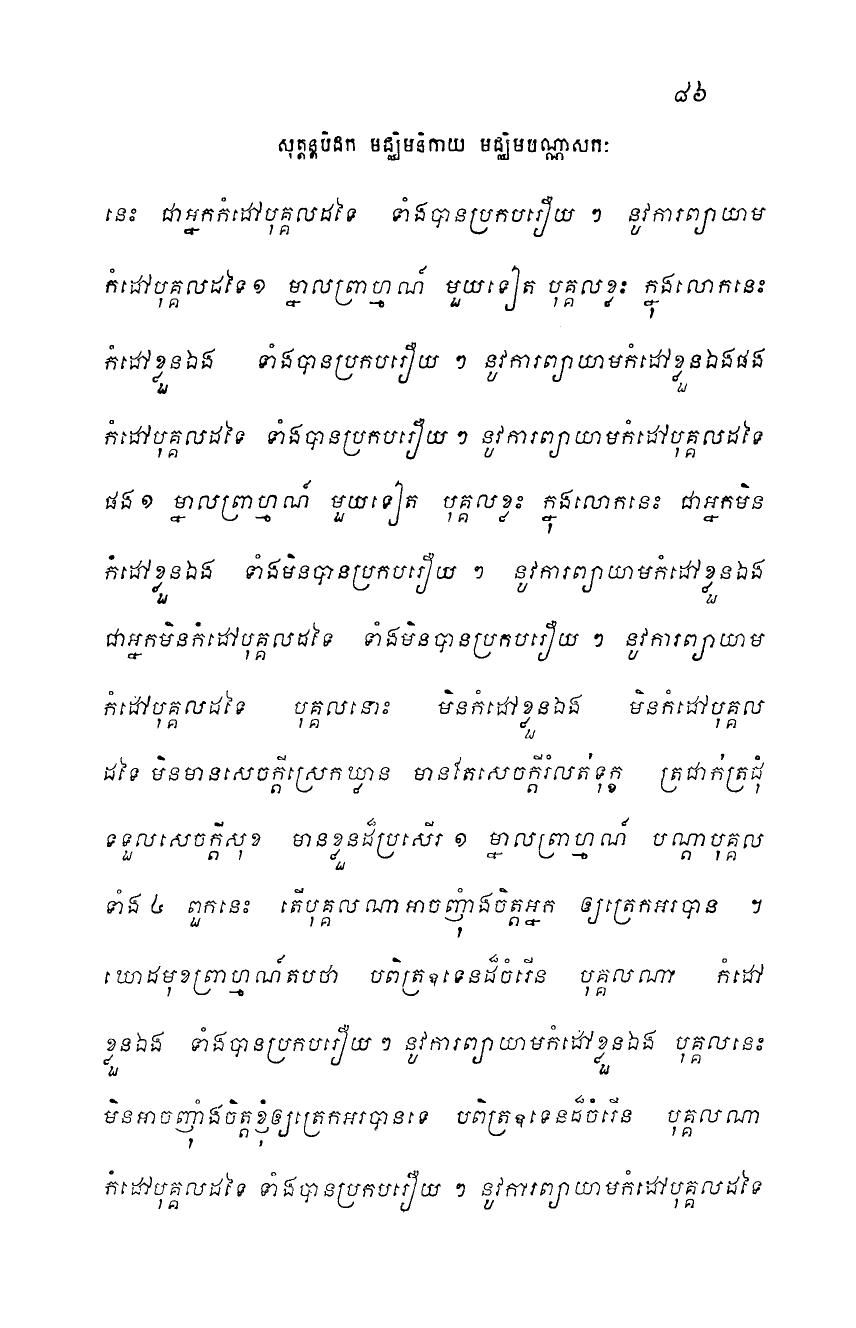 ៨៦
សុត្តន្តបិដក មជ្ឈិមនិកាយ មជ្ឈិមបណ្ណាសកៈ
នេះ ជាអ្នកកំដៅបុគ្គលដទៃ ទាំងបានប្រកបរឿយ ៗ នូវការព្យាយាម
កំដៅបុគ្គលដទៃ១ ម្នាលព្រាហ្មណ៍ មួយទៀត បុគ្គលខ្លះ ក្នុងលោកនេះ
កំដៅខ្លួនឯង ទាំងបានប្រកបរឿយ ៗ នូវការព្យាយាមកំដៅខ្លួនឯងផង
កំដៅបុគ្គលដទៃ ទាំងបានប្រកបរឿយ ៗ នូវការព្យាយាមកំដៅបុគ្គលដទៃ
ផង ១ ម្នាលព្រាហ្មណ៍ មួយទៀត បុគ្គលខ្លះ ក្នុងលោកនេះ ជាអ្នកមិន
កំដៅខ្លួនឯង ទាំងមិនបានប្រកបរឿយ ៗ នូវការព្យាយាមកំដៅខ្លួនឯង
ជាអ្នកមិនកំដៅបុគ្គលដទៃ ទាំងមិនបានប្រកបរឿយ ៗ នូវការព្យាយាម
កំដៅបុគ្គលដទៃ បុគ្គលនោះ មិនកំដៅខ្លួនឯង មិនកំដៅបុគ្គល
ដទៃ មិនមានសេចក្តីស្រេកឃ្លាន មានតែសេចក្តីរំលត់ទុក្ខ ត្រជាក់ត្រជុំ
ទទួលសេចក្តីសុខ មានខ្លួនដ៏ប្រសើរ ១ ម្នាលព្រាហ្មណ៍ បណ្តាបុគ្គល
ទាំង ៤ ពួកនេះ តើបុគ្គលណាអាចញុំាងចិត្តអ្នក ឲ្យត្រេកអរបាន ។
ឃោដមុខព្រាហ្មណ៍តបថា បពិត្រព្រះគោតមដ៏ចំរើន បុគ្គលណា កំដៅ
ខ្លួនឯង ទាំងបានប្រកបរឿយ ៗ នូវការព្យាយាមកំដៅខ្លួនឯង បុគ្គលនេះ
មិនអាចញុំាងចិត្តខ្ញុំឲ្យត្រេកអរបានទេ បពិត្រឧទេនដ៏ចំរើន បុគ្គលណា
កំដៅបុគ្គលដទៃ ទាំងបានប្រកបរឿយ ៗ នូវការព្យាយាមកំដៅបុគ្គលដទៃ